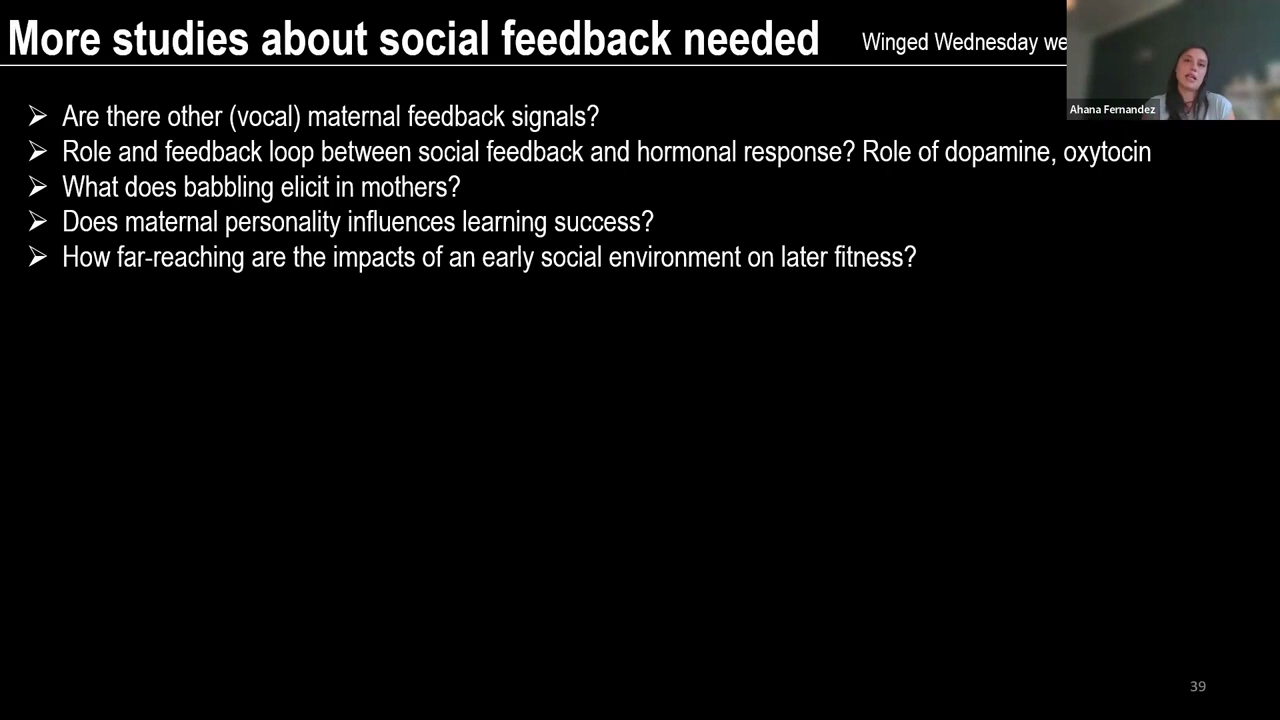 More studies about social feedback needed
Winged Wednesday we
Ahana Fernandez
Are there other (vocal) maternal feedback signals?
Role and feedback loop between social feedback and hormonal response? Role of dopamine, oxytocin
What does babbling elicit in mothers?
Does maternal personality influences learning success?
How far-reaching are the impacts of an early social environment on later fitness?
39